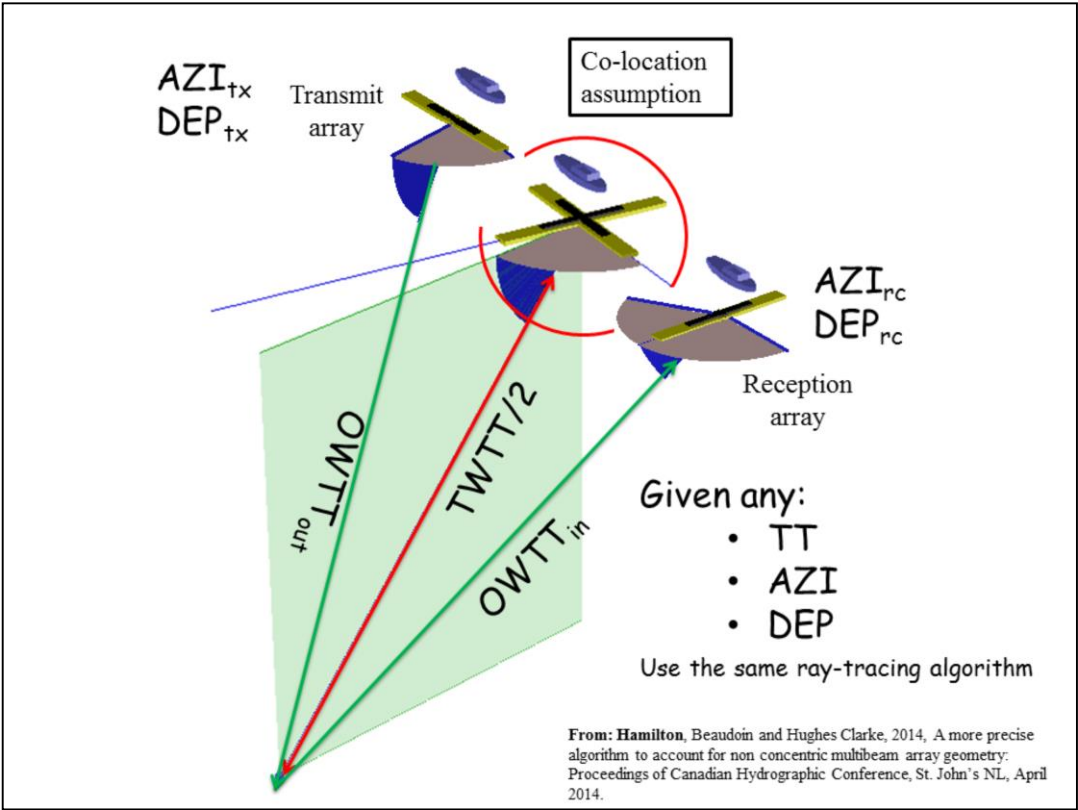 AZItx
DEPtx
Transmit
array
Co-location
assumption
AZIrc
DEPrc
Reception
array
OWTTout
TWTT/2
OWTTin
Given any:
• TT
• AZI
• DEP
Use the same ray-tracing algorithm
From: Hamilton, Beaudoin and Hughes Clarke, 2014, A more precise
algorithm to account for non concentric multibeam array geometry:
Proceedings of Canadian Hydrographic Conference, St. John's NL, April
2014.